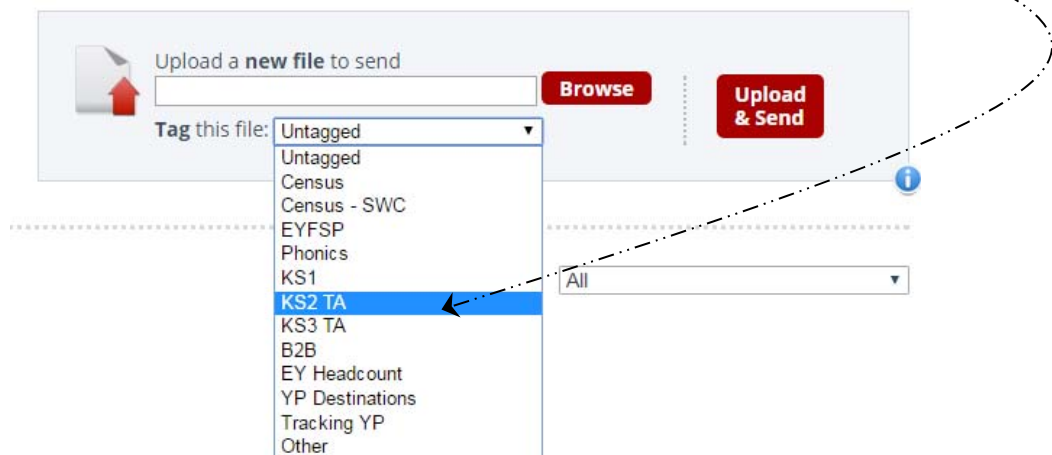 Upload a new file to send
Browse
Upload
& Send
Tag this file: Untagged
Untagged
Census
Census - SWC
EYFSP
Phonics
KS1
All
KS2 TA
KS3 TA
B2B
EY Headcount
YP Destinations
Tracking YP
Other
i